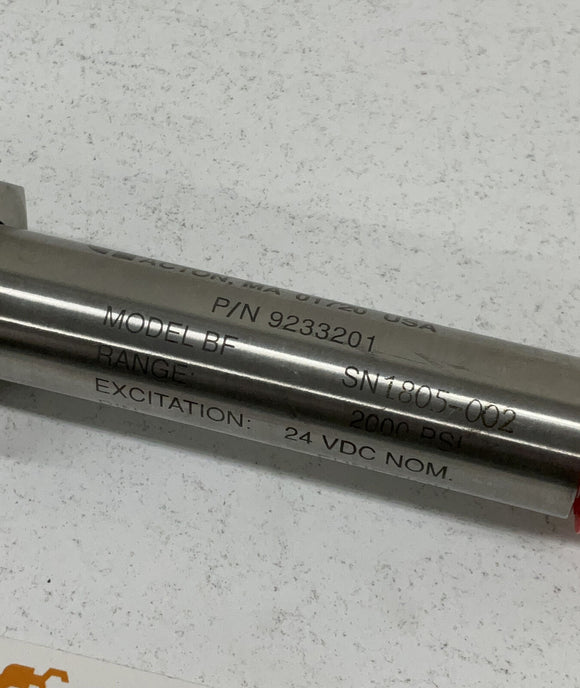 ACTON, MA 01720 USA
P/N 9233201
MODEL BF SN1805-002
RANGE: 2000 PSI
EXCITATION: 24 VDC NOM.